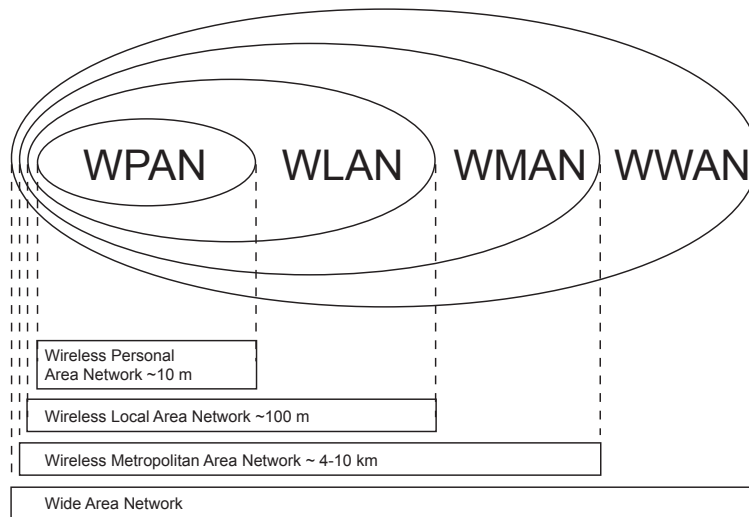 WPAN WLAN WMAN WWAN
Wireless Personal
Area Network ~10 m
Wireless Local Area Network ~100 m
Wireless Metropolitan Area Network ~ 4-10 km
Wide Area Network